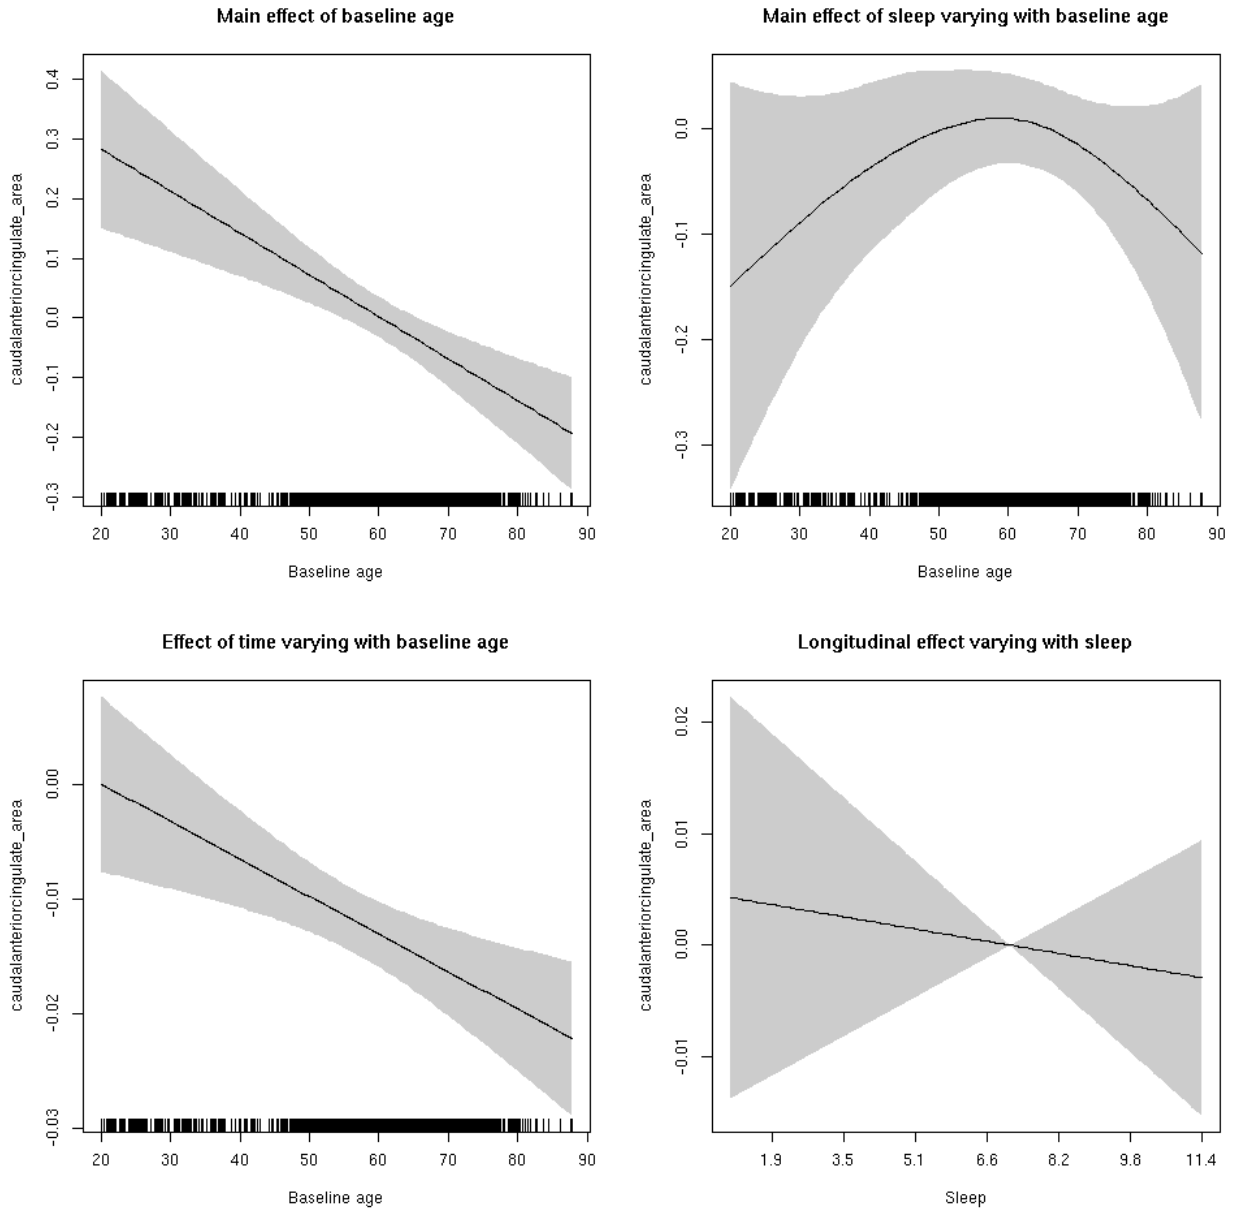 Main effect of baseline age
caudalanteriorcingulate_area
0.4
0.3
0.2
0.1
0.0
-0.1
-0.2
-0.3
20 30 40 50 60 70 80 90
Baseline age
Main effect of sleep varying with baseline age
caudalanteriorcingulate_area
0.0
-0.1
-0.2
-0.3
20 30 40 50 60 70 80 90
Baseline age
Effect of time varying with baseline age
caudalanteriorcingulate_area
0.00
-0.01
-0.02
-0.03
20 30 40 50 60 70 80 90
Baseline age
Longitudinal effect varying with sleep
caudalanteriorcingulate_area
0.02
0.01
0.00
-0.01
1.9 3.5 5.1 6.6 8.2 9.8 11.4
Sleep